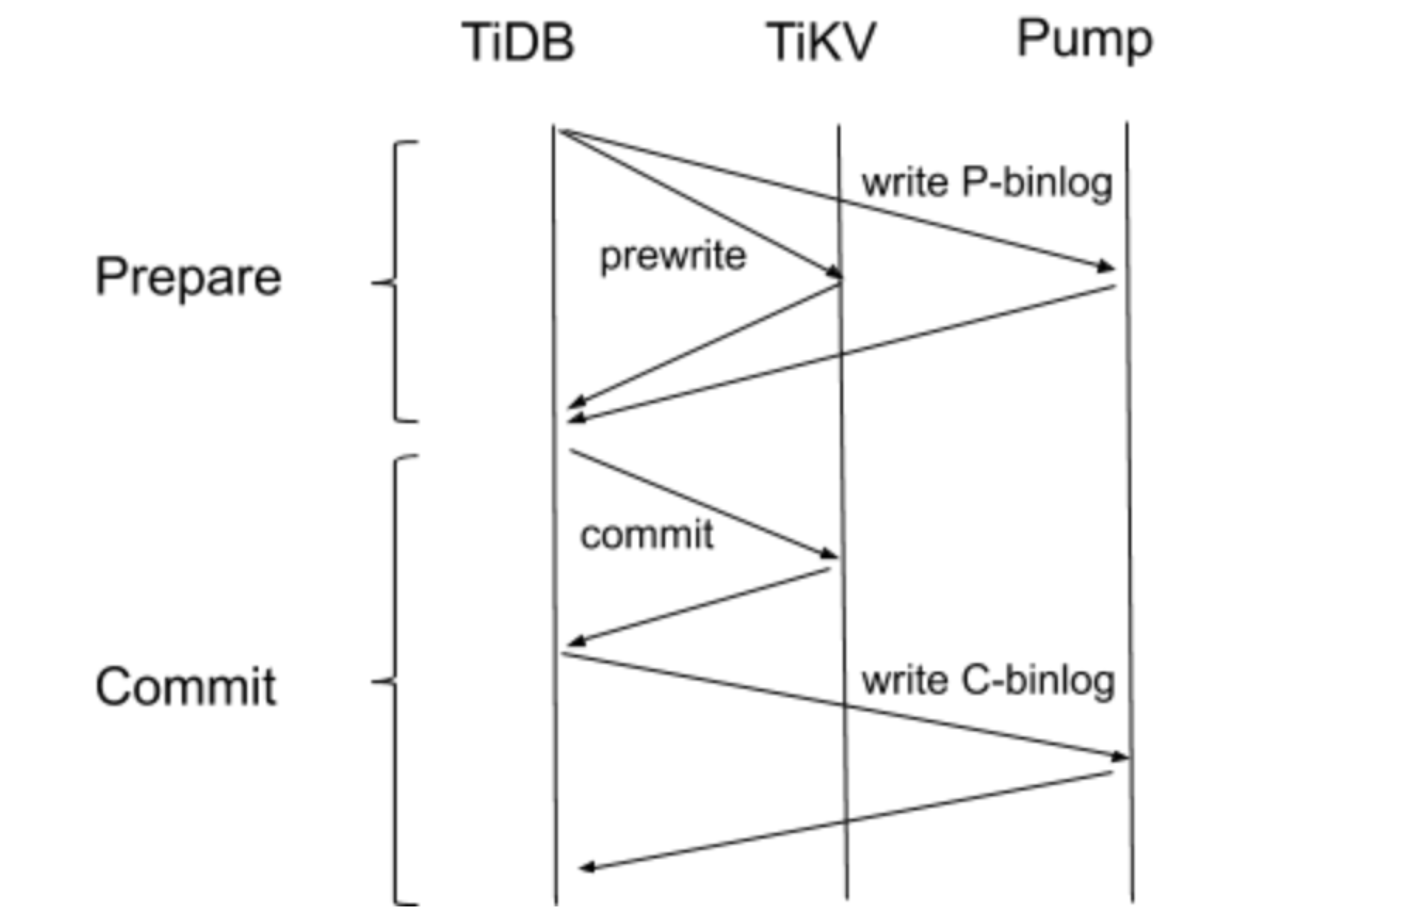 TiDB TiKV Pump
write P-binlog
prewrite
Prepare
commit
write C-binlog
Commit